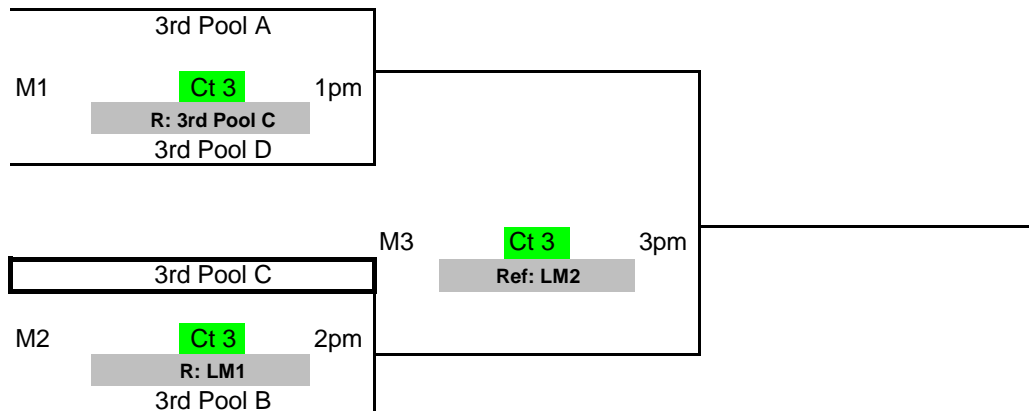 3rd Pool A
M1 Ct 3 1pm
R: 3rd Pool C
3rd Pool D
M3 Ct 3 3pm
Ref: LM2
3rd Pool C
M2 Ct 3 2pm
R: LM1
3rd Pool B